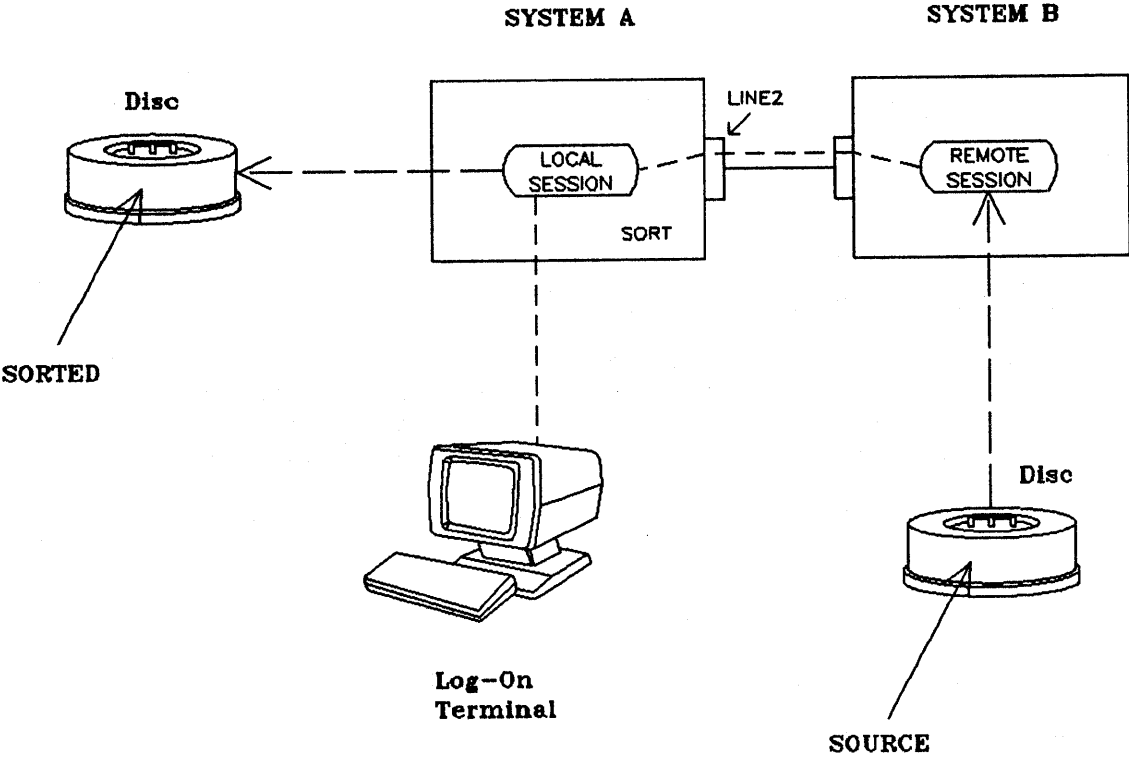 SYSTEM A
SYSTEM B
Disc
LINE2
LOCAL
SESSION
REMOTE
SESSION
SORT
SORTED
Disc
Log-On
Terminal
SOURCE